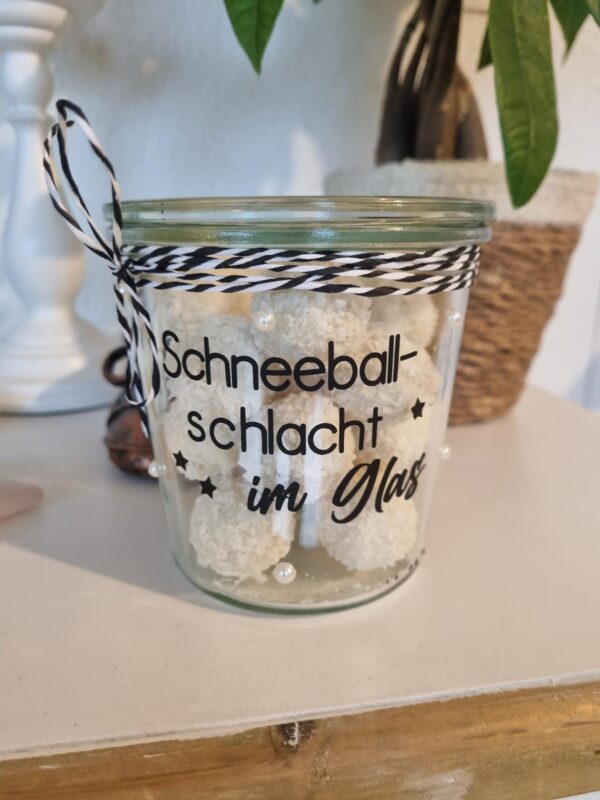 Schneeball-
schlacht
im Glas